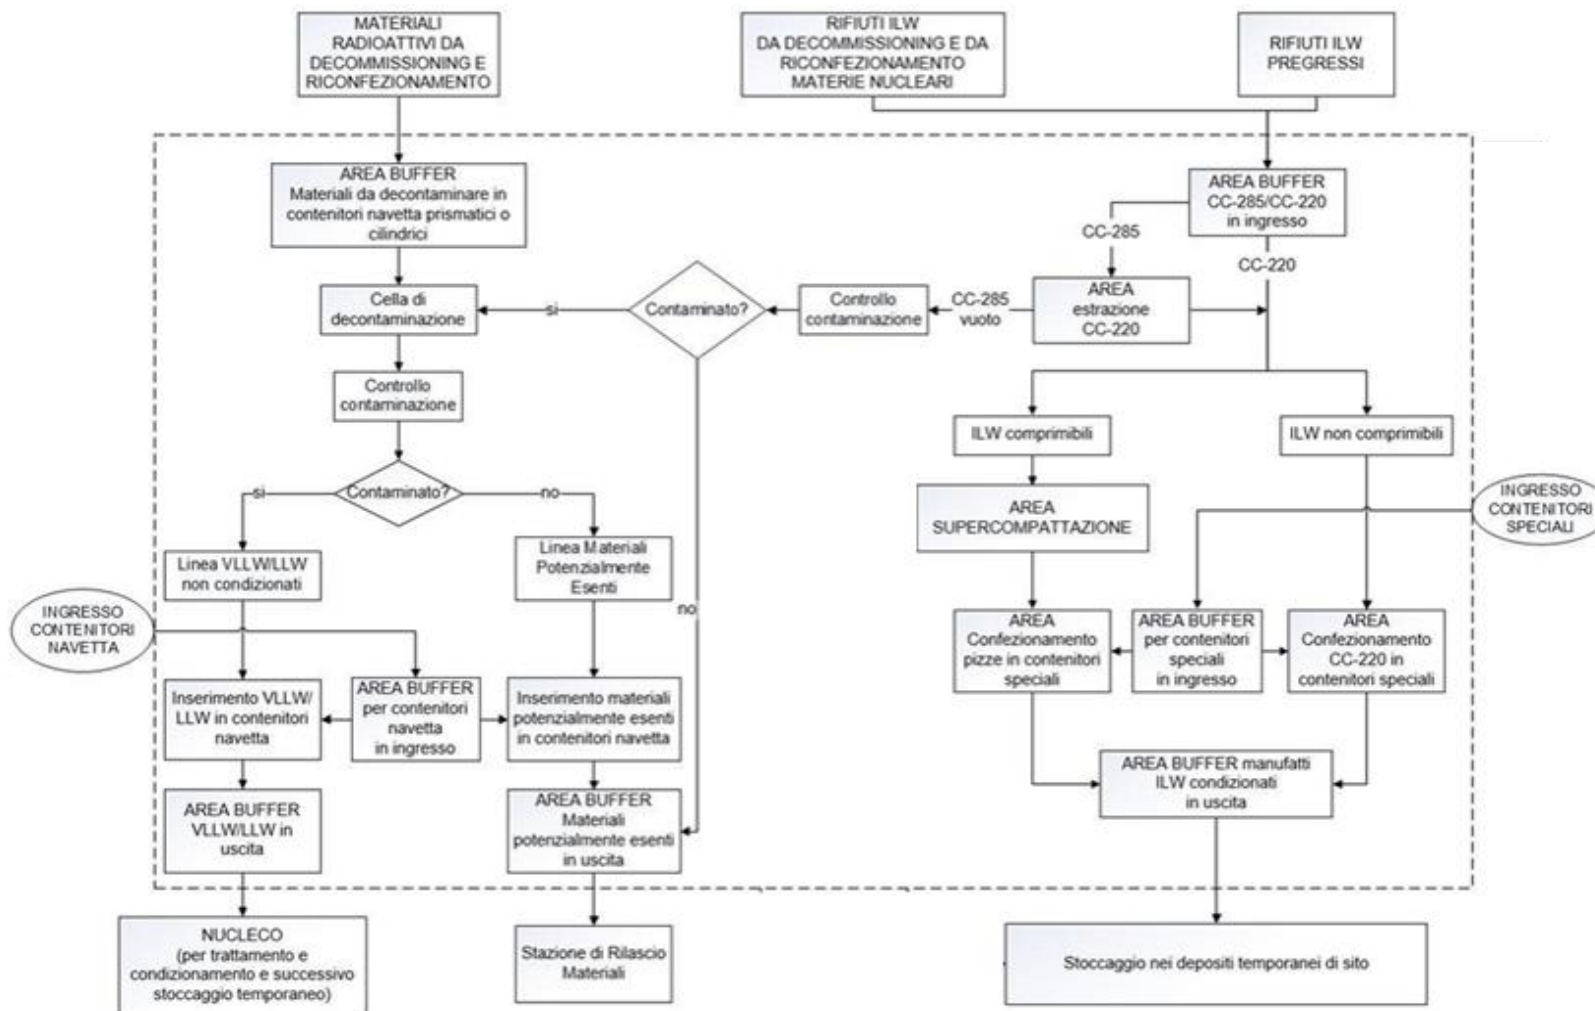 MATERIALI
RADIOATTIVI DA
DECOMMISSIONING E
RICONFEZIONAMENTO
RIFIUTI ILW
DA DECOMMISSIONING E DA
RICONFEZIONAMENTO
MATERIE NUCLEARI
RIFIUTI ILW
PREGRESSI
AREA BUFFER
Materiali da decontaminare in
contenitori navetta prismatici o
cilindrici
AREA BUFFER
CC-285/CC-220
in ingresso
CC-285
CC-220
Cella di
decontaminazione
si
Contaminato?
Controllo
contaminazione
CC-285
vuoto
AREA
estrazione
CC-220
Controllo
contaminazione
ILW comprimibili
ILW non comprimibili
si
Contaminato?
no
AREA
SUPERCOMPATTAZIONE
INGRESSO
CONTENITORI
SPECIALI
Linea VLLW/LLW
non condizionati
Linea Materiali
Potenzialmente
Esenti
no
INGRESSO
CONTENITORI
NAVETTA
AREA
Confezionamento
pizze in contenitori
speciali
AREA BUFFER
per contenitori
speciali
in ingresso
AREA
Confezionamento
CC-220 in
contenitori speciali
Inserimento VLLW/
LLW in contenitori
navetta
AREA BUFFER
per contenitori
navetta
in ingresso
Inserimento materiali
potenzialmente esenti
in contenitori navetta
AREA BUFFER manufatti
ILW condizionati
in uscita
AREA BUFFER
VLLW/LLW in
uscita
AREA BUFFER
Materiali
potenzialmente esenti
in uscita
NUCLECO
(per trattamento e
condizionamento e successivo
stoccaggio temporaneo)
Stazione di Rilascio
Materiali
Stoccaggio nei depositi temporanei di sito